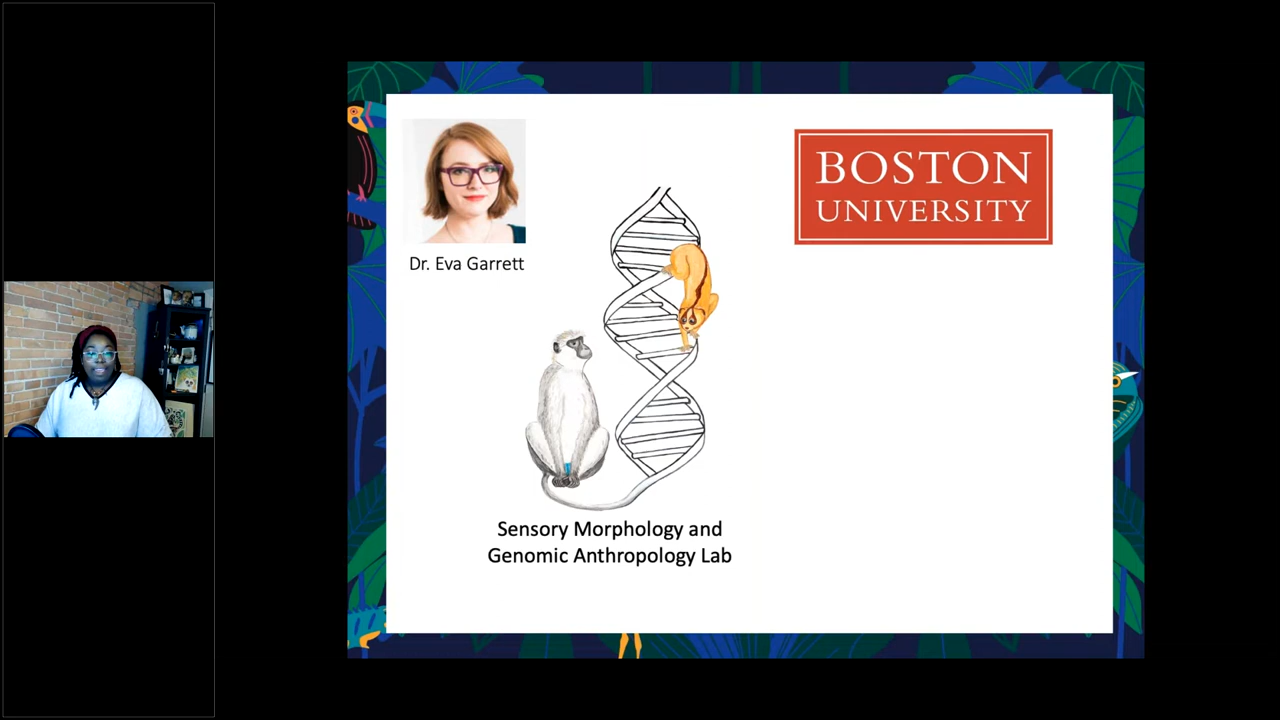 BOSTON
UNIVERSITY
Dr. Eva Garrett
Sensory Morphology and
Genomic Anthropology Lab